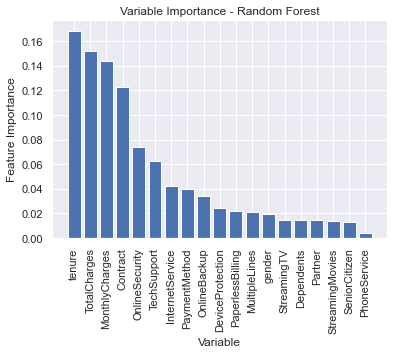 Variable Importance - Random Forest
Feature Importance
0.16
0.14
0.12
0.10
0.08
0.06
0.04
0.02
0.00
tenure
TotalCharges
MonthlyCharges
Contract
OnlineSecurity
TechSupport
InternetService
PaymentMethod
OnlineBackup
DeviceProtection
PaperlessBilling
MultipleLines
gender
StreamingTV
Dependents
Partner
StreamingMovies
SeniorCitizen
PhoneService
Variable